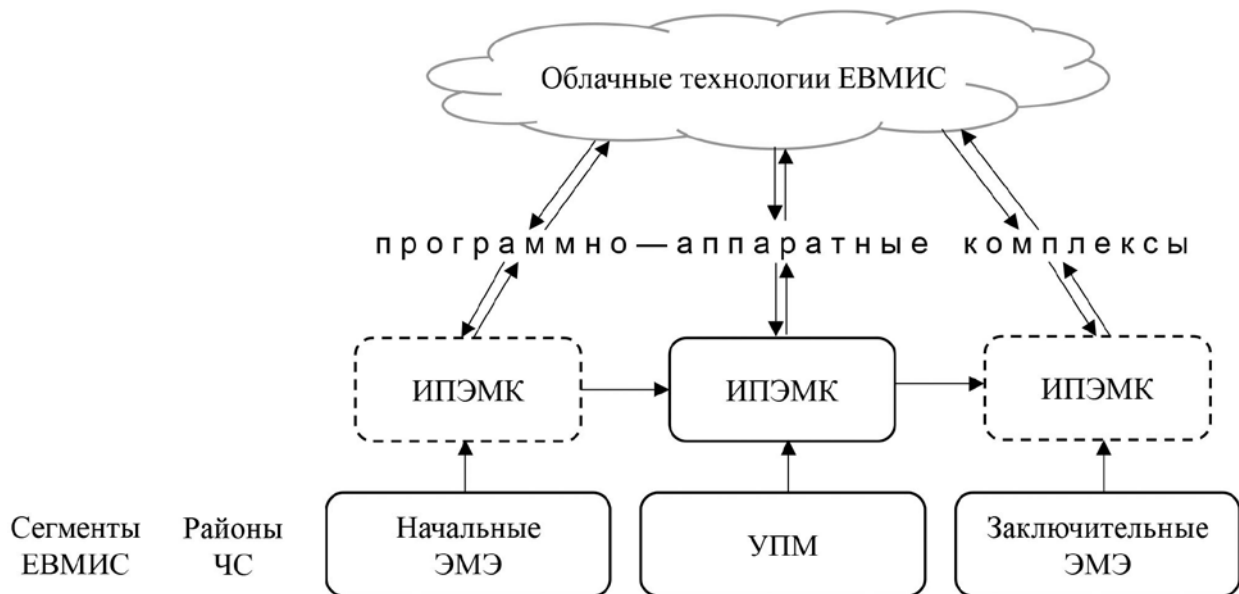 Облачные технологии ЕВМИС
программно—аппаратные комплексы
ИПЭМК
ИПЭМК
ИПЭМК
Сегменты
ЕВМИС
Районы
ЧС
Начальные
ЭМЭ
УПМ
Заключительные
ЭМЭ